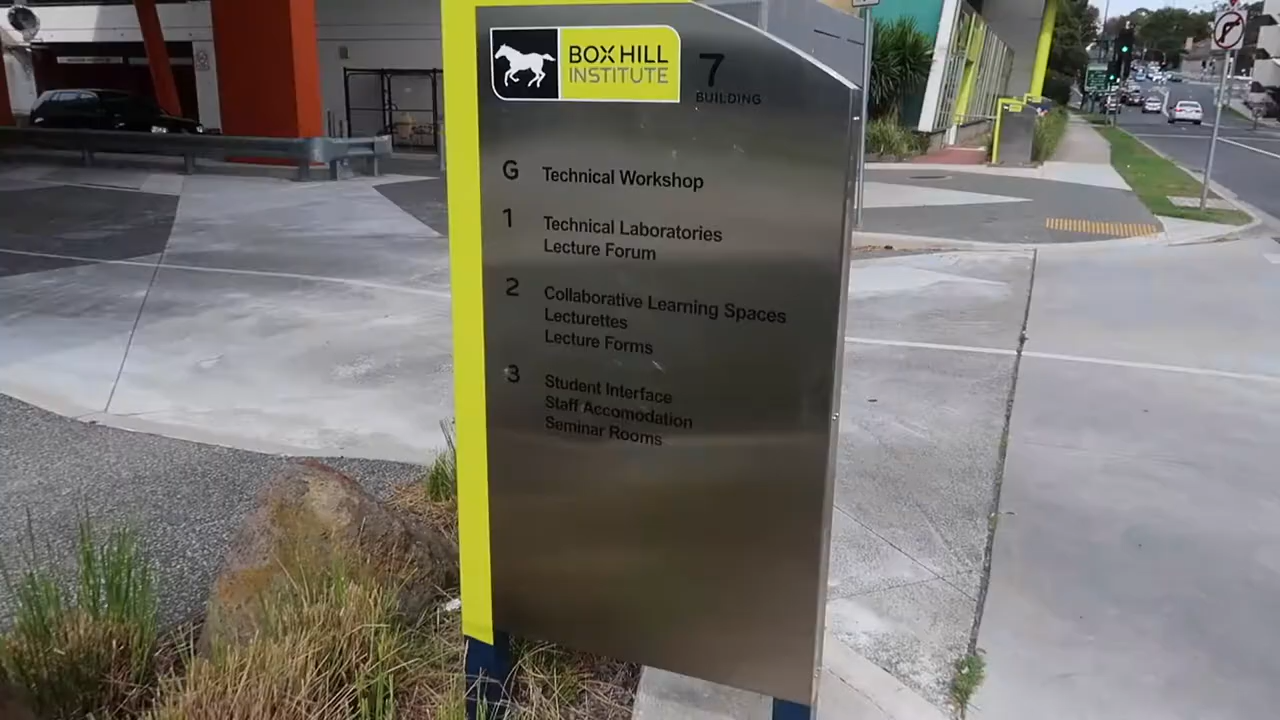 BOX HILL
INSTITUTE
7
BUILDING
G Technical Workshop
1 Technical Laboratories
Lecture Forum
2 Collaborative Learning Spaces
Lecturettes
Lecture Forms
3 Student Interface
Staff Accomodation
Seminar Rooms